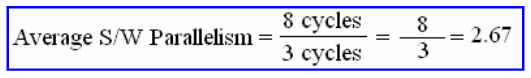 Average S/W Parallelism = 8 cycles / 3 cycles = 8 / 3 = 2.67